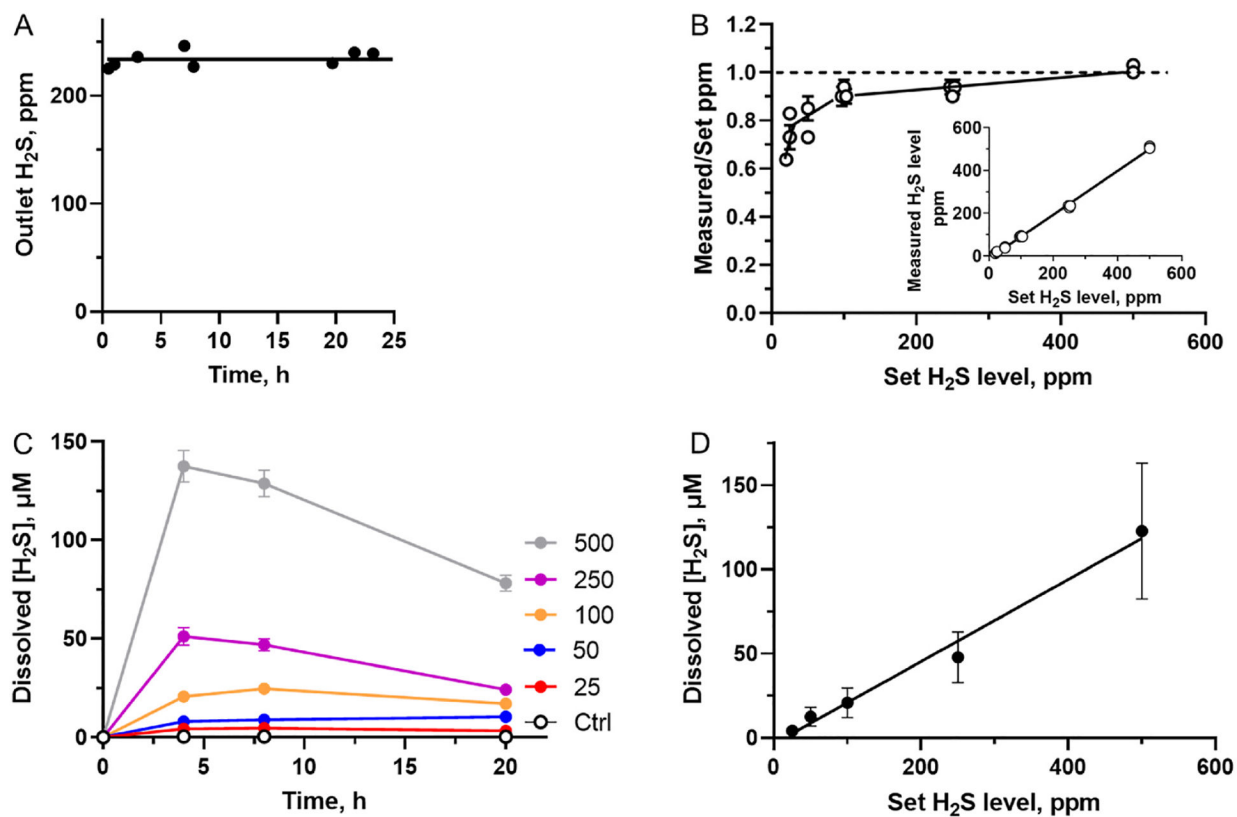 A
Outlet H₂S, ppm
200
100
0
0 5 10 15 20 25
Time, h
B
Measured/Set ppm
1.2
1.0
0.8
0.6
0.4
0.2
0.0
0 200 400 600
Set H₂S level, ppm
Measured H₂S level
ppm
600
400
200
0
0 200 400 600
Set H₂S level, ppm
C
Dissolved [H₂S], µM
150
100
50
0
0 5 10 15 20
Time, h
500
250
100
50
25
Ctrl
D
Dissolved [H₂S], µM
150
100
50
0
0 200 400 600
Set H₂S level, ppm